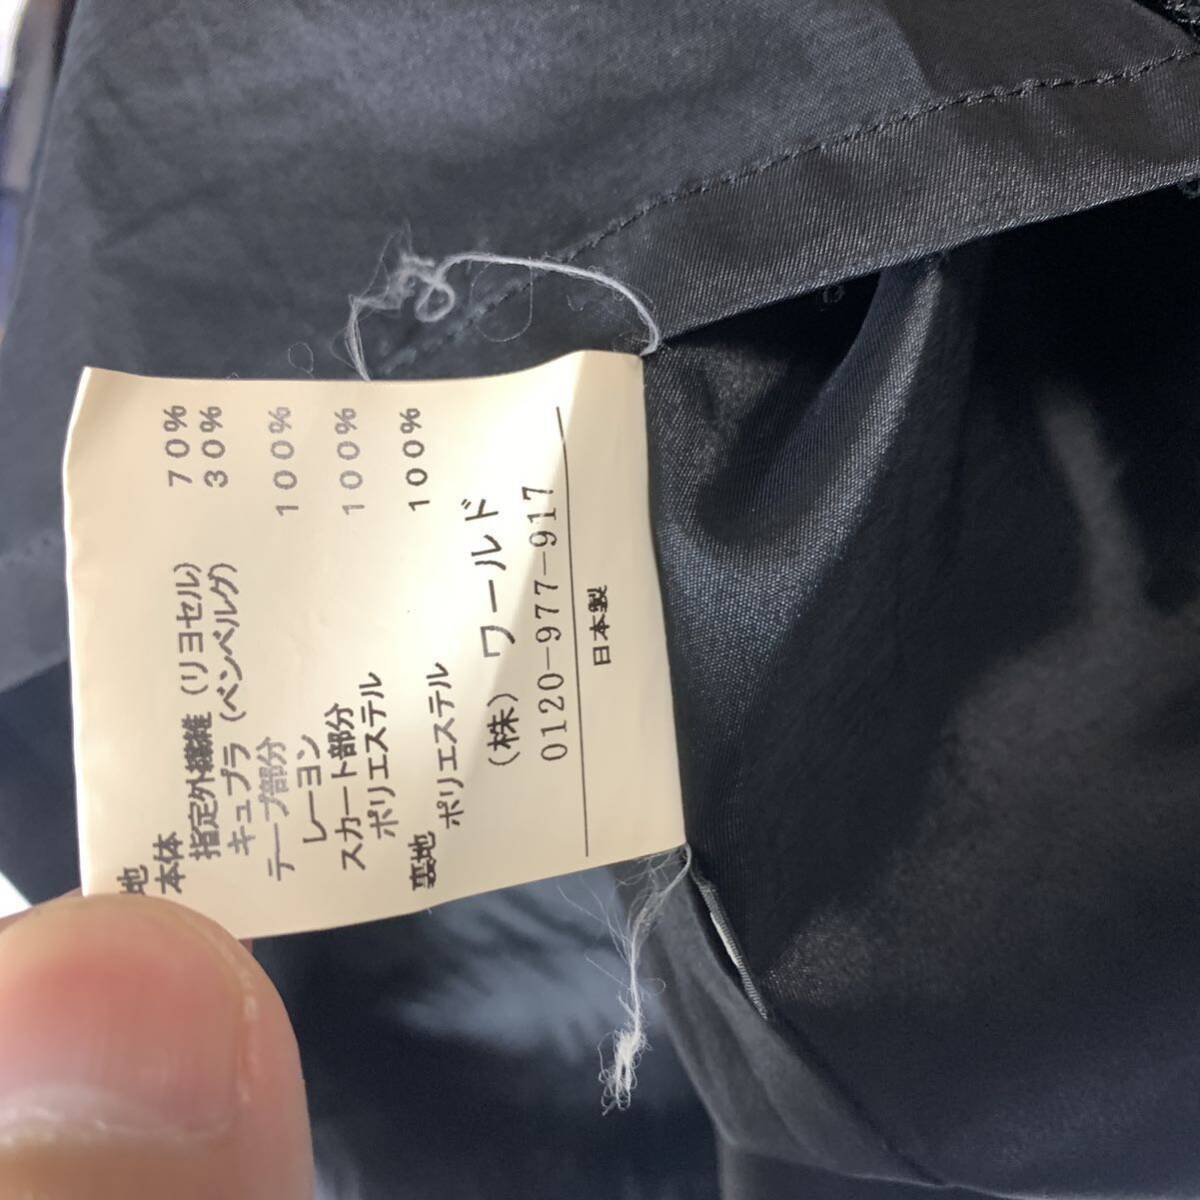 地
本体
指定外繊維（リヨセル） 70%
キュプラ（ベンベルグ） 30%
テープ部分
レーヨン 100%
スカート部分
ポリエステル 100%
裏地
ポリエステル 100%
（株）ワールド
0120-977-917
日本製